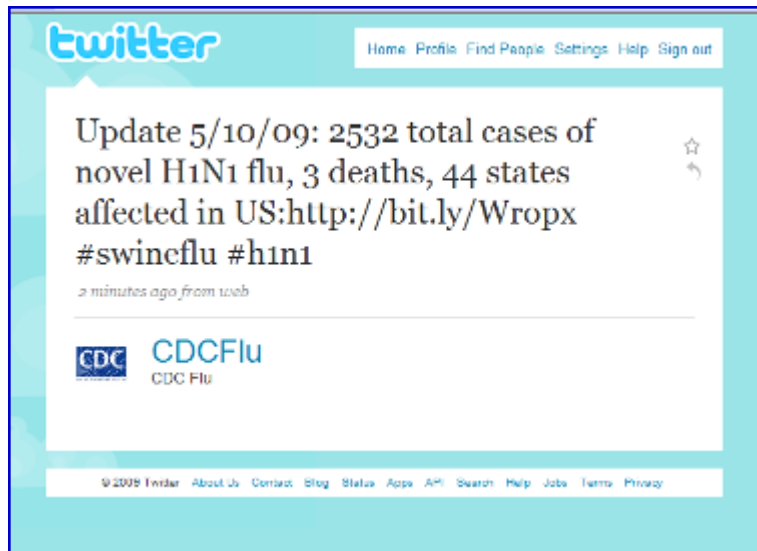 twitter
Home Profile Find People Settings Help Sign out
Update 5/10/09: 2532 total cases of
novel H1N1 flu, 3 deaths, 44 states
affected in US:http://bit.ly/Wropx
#swineflu #h1n1
2 minutes ago from web
CDC
CDCFlu
CDC Flu
© 2009 Twitter About Us Contact Blog Status Apps API Search Help Jobs Terms Privacy